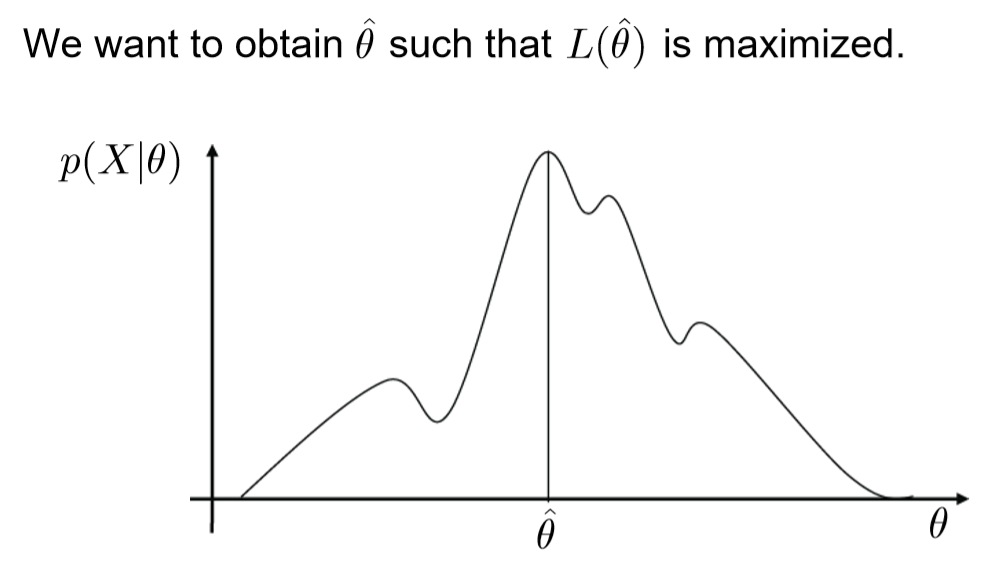 We want to obtain θ̂ such that L(θ̂) is maximized.
p(X|θ)
θ̂
θ